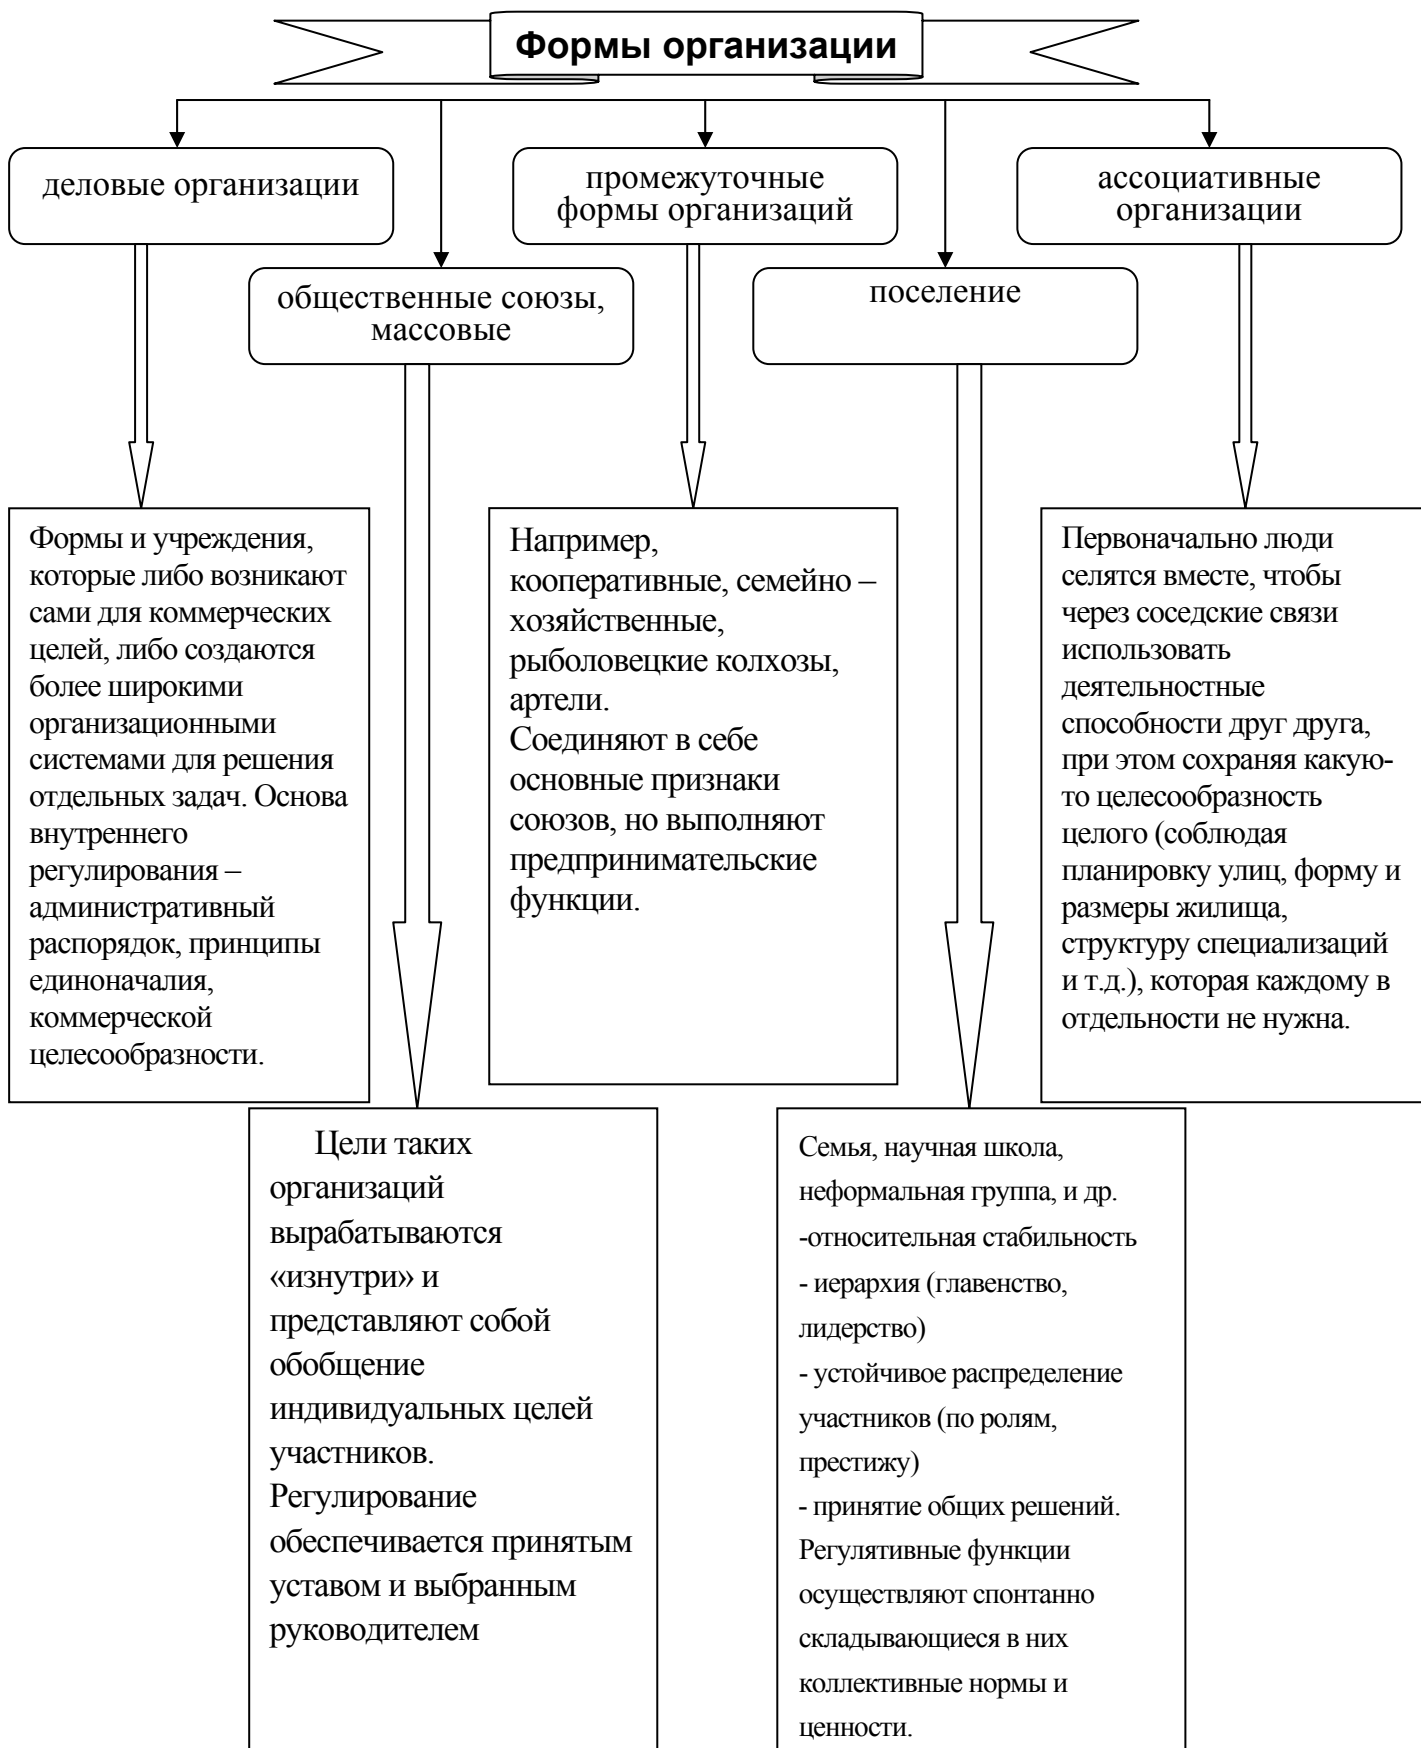 Формы организации
деловые организации
промежуточные
формы организаций
ассоциативные
организации
общественные союзы,
массовые
поселение
Формы и учреждения,
которые либо возникают
сами для коммерческих
целей, либо создаются
более широкими
организационными
системами для решения
отдельных задач. Основа
внутреннего
регулирования –
административный
распорядок, принципы
единоначалия,
коммерческой
целесообразности.
Например,
кооперативные, семейно –
хозяйственные,
рыболовецкие колхозы,
артели.
Соединяют в себе
основные признаки
союзов, но выполняют
предпринимательские
функции.
Первоначально люди
селятся вместе, чтобы
через соседские связи
использовать
деятельностные
способности друг друга,
при этом сохраняя какую-
то целесообразность
целого (соблюдая
планировку улиц, форму и
размеры жилища,
структуру специализаций
и т.д.), которая каждому в
отдельности не нужна.
Цели таких
организаций
вырабатываются
«изнутри» и
представляют собой
обобщение
индивидуальных целей
участников.
Регулирование
обеспечивается принятым
уставом и выбранным
руководителем
Семья, научная школа,
неформальная группа, и др.
-относительная стабильность
- иерархия (главенство,
лидерство)
- устойчивое распределение
участников (по ролям,
престижу)
- принятие общих решений.
Регулятивные функции
осуществляют спонтанно
складывающиеся в них
коллективные нормы и
ценности.